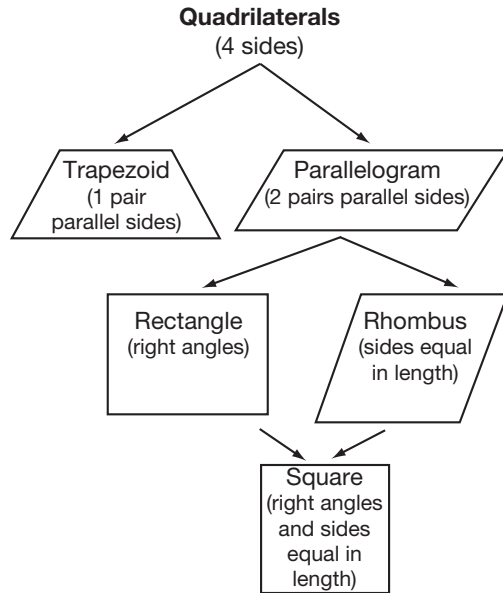 Quadrilaterals
(4 sides)
Trapezoid
(1 pair
parallel sides)
Parallelogram
(2 pairs parallel sides)
Rectangle
(right angles)
Rhombus
(sides equal
in length)
Square
(right angles
and sides
equal in
length)